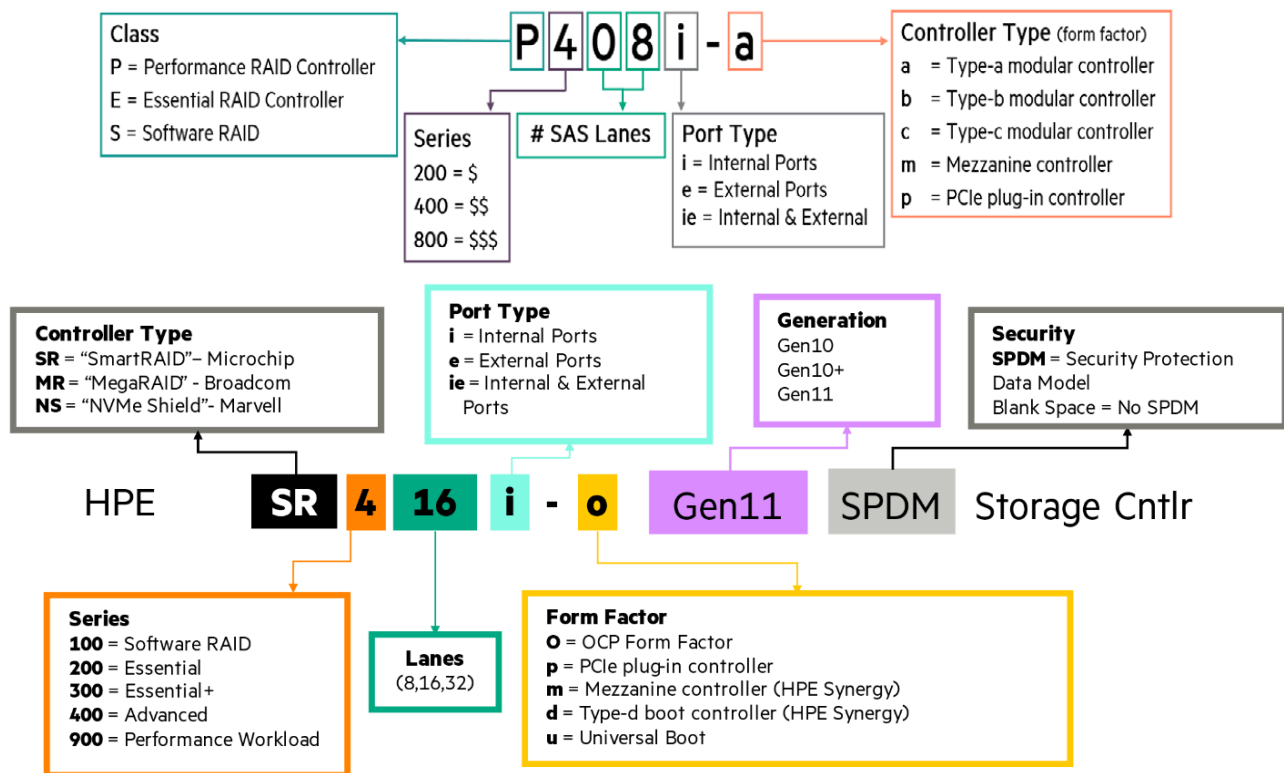 Class
P = Performance RAID Controller
E = Essential RAID Controller
S = Software RAID
P408i-a
Controller Type (form factor)
a = Type-a modular controller
b = Type-b modular controller
c = Type-c modular controller
m = Mezzanine controller
p = PCIe plug-in controller
Series
200 = $
400 = $$
800 = $$$
# SAS Lanes
Port Type
i = Internal Ports
e = External Ports
ie = Internal & External
Controller Type
SR = “SmartRAID”– Microchip
MR = “MegaRAID” - Broadcom
NS = “NVMe Shield”- Marvell
Port Type
i = Internal Ports
e = External Ports
ie = Internal & External
Ports
Generation
Gen10
Gen10+
Gen11
Security
SPDM = Security Protection
Data Model
Blank Space = No SPDM
HPE SR 4 16 i - o Gen11 SPDM Storage Cntlr
Series
100 = Software RAID
200 = Essential
300 = Essential+
400 = Advanced
900 = Performance Workload
Lanes
(8,16,32)
Form Factor
O = OCP Form Factor
p = PCIe plug-in controller
m = Mezzanine controller (HPE Synergy)
d = Type-d boot controller (HPE Synergy)
u = Universal Boot